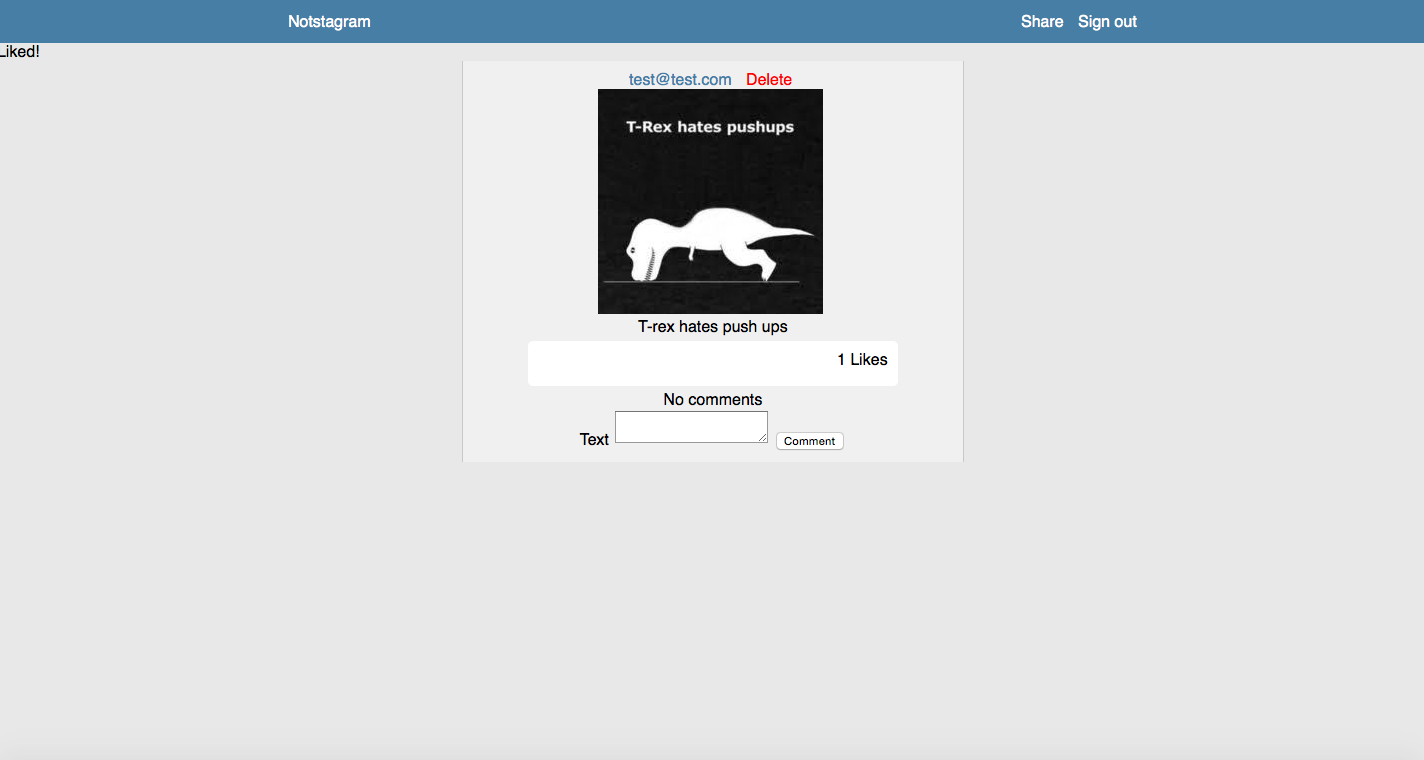 Notstagram Share Sign out
Liked!
test@test.com Delete
T-Rex hates pushups
T-rex hates push ups
1 Likes
No comments
Text Comment